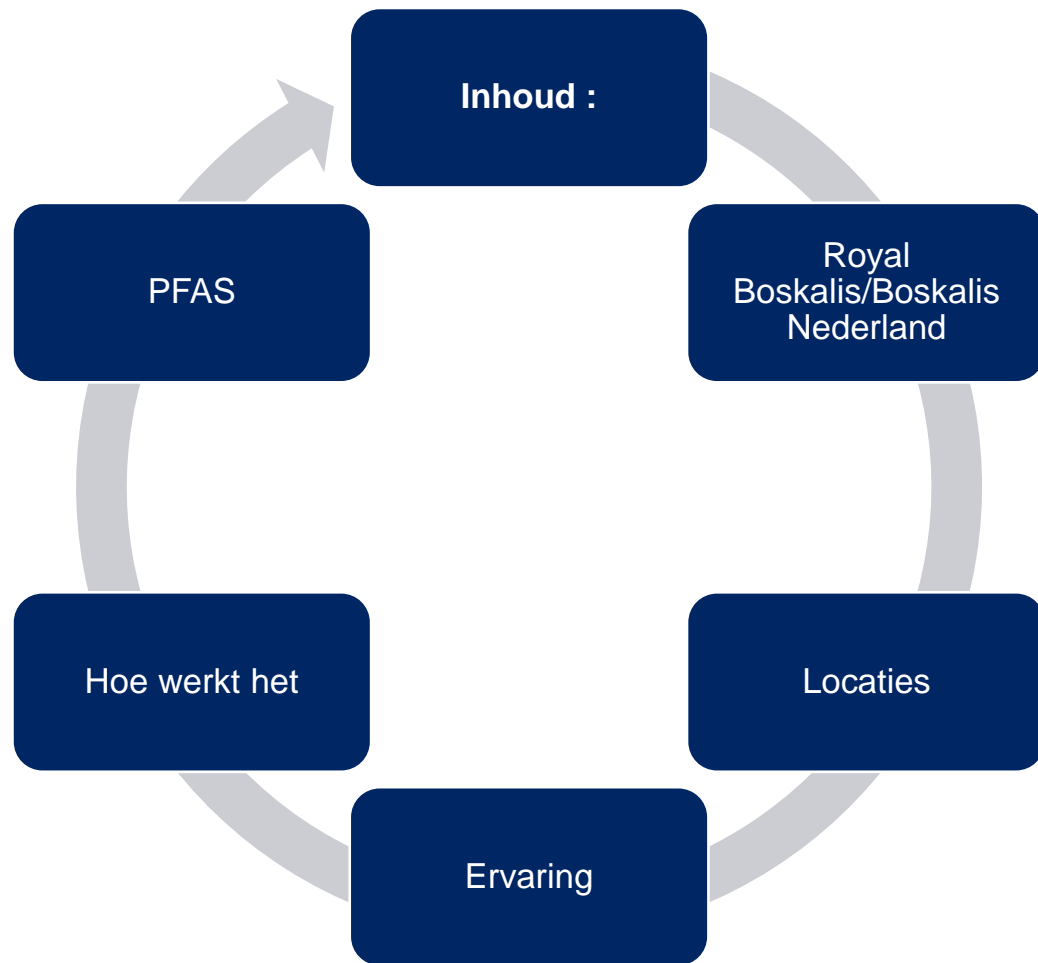 Inhoud :
Royal
Boskalis/Boskalis
Nederland
Locaties
Ervaring
Hoe werkt het
PFAS